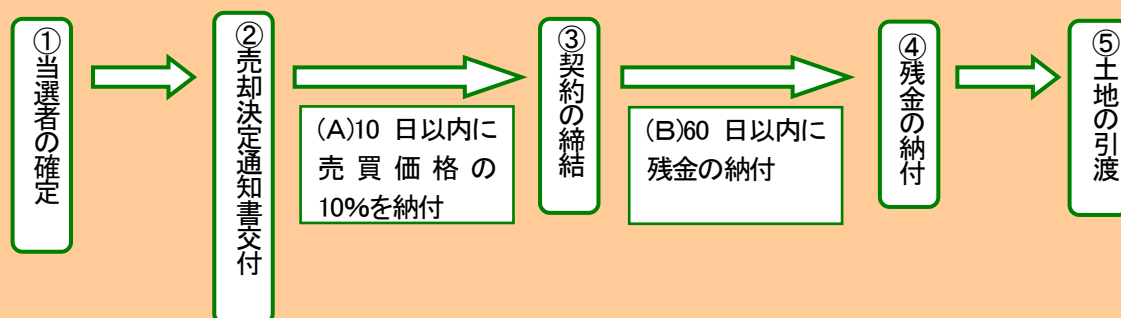 ①当選者の確定
②売却決定通知書交付
(A)10 日以内に
売買価格の
10%を納付
③契約の締結
(B)60 日以内に
残金の納付
④残金の納付
⑤土地の引渡